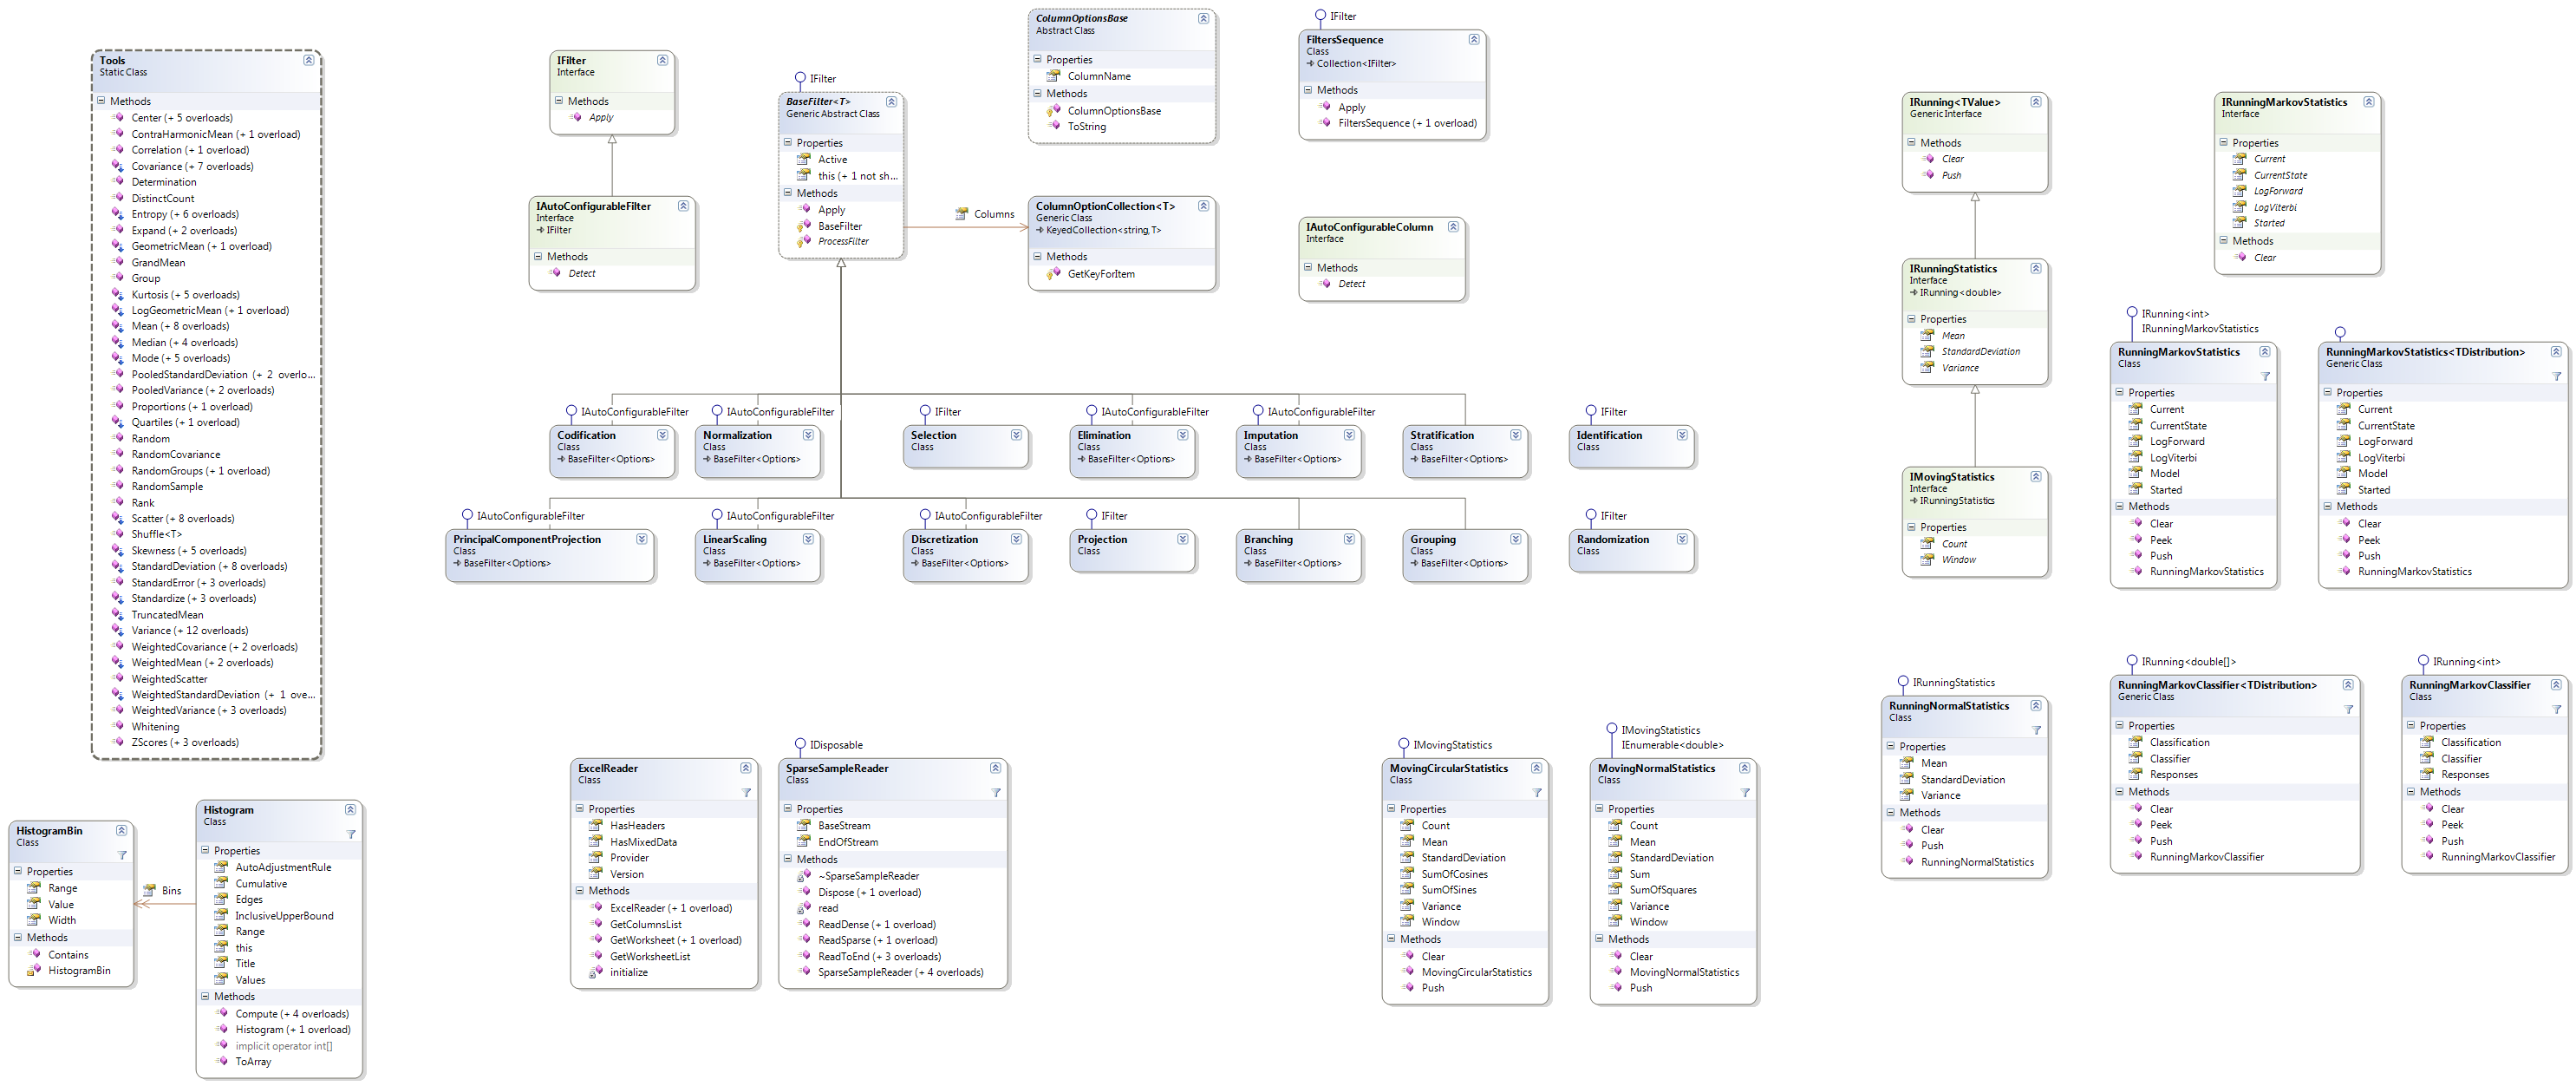 Tools
Static Class
Methods
Center (+ 5 overloads)
ContraHarmonicMean (+ 1 overload)
Correlation (+ 1 overload)
Covariance (+ 7 overloads)
Determination
DistinctCount
Entropy (+ 6 overloads)
Expand (+ 2 overloads)
GeometricMean (+ 1 overload)
GrandMean
Group
Kurtosis (+ 5 overloads)
LogGeometricMean (+ 1 overload)
Mean (+ 8 overloads)
Median (+ 4 overloads)
Mode (+ 5 overloads)
PooledStandardDeviation (+ 2 overlo...
PooledVariance (+ 2 overloads)
Proportions (+ 1 overload)
Quartiles (+ 1 overload)
Random
RandomCovariance
RandomGroups (+ 1 overload)
RandomSample
Rank
Scatter (+ 8 overloads)
Shuffle<T>
Skewness (+ 5 overloads)
StandardDeviation (+ 8 overloads)
StandardError (+ 3 overloads)
Standardize (+ 3 overloads)
TruncatedMean
Variance (+ 12 overloads)
WeightedCovariance (+ 2 overloads)
WeightedMean (+ 2 overloads)
WeightedScatter
WeightedStandardDeviation (+ 1 ove...
WeightedVariance (+ 3 overloads)
Whitening
ZScores (+ 3 overloads)
HistogramBin
Class
Properties
Range
Value
Width
Methods
Contains
HistogramBin
Bins
Histogram
Class
Properties
AutoAdjustmentRule
Cumulative
Edges
InclusiveUpperBound
Range
this
Title
Values
Methods
Compute (+ 4 overloads)
Histogram (+ 1 overload)
implicit operator int[]
ToArray
IFilter
Interface
Methods
Apply
IAutoConfigurableFilter
Interface
IFilter
Methods
Detect
IFilter
BaseFilter<T>
Generic Abstract Class
Properties
Active
this (+ 1 not sh...
Methods
Apply
BaseFilter
ProcessFilter
Columns
ColumnOptionsBase
Abstract Class
Properties
ColumnName
Methods
ColumnOptionsBase
ToString
ColumnOptionCollection<T>
Generic Class
KeyedCollection<string,T>
Methods
GetKeyForItem
IFilter
FiltersSequence
Class
Collection<IFilter>
Methods
Apply
FiltersSequence (+ 1 overload)
IAutoConfigurableColumn
Interface
Methods
Detect
IAutoConfigurableFilter
Codification
Class
BaseFilter<Options>
IAutoConfigurableFilter
Normalization
Class
BaseFilter<Options>
IFilter
Selection
Class
IAutoConfigurableFilter
Elimination
Class
BaseFilter<Options>
IAutoConfigurableFilter
Imputation
Class
BaseFilter<Options>
Stratification
Class
BaseFilter<Options>
IFilter
Identification
Class
IAutoConfigurableFilter
PrincipalComponentProjection
Class
BaseFilter<Options>
IAutoConfigurableFilter
LinearScaling
Class
BaseFilter<Options>
IAutoConfigurableFilter
Discretization
Class
BaseFilter<Options>
IFilter
Projection
Class
Branching
Class
BaseFilter<Options>
Grouping
Class
BaseFilter<Options>
IFilter
Randomization
Class
ExcelReader
Class
Properties
HasHeaders
HasMixedData
Provider
Version
Methods
ExcelReader (+ 1 overload)
GetColumnsList
GetWorksheet (+ 1 overload)
GetWorksheetList
initialize
IDisposable
SparseSampleReader
Class
Properties
BaseStream
EndOfStream
Methods
~SparseSampleReader
Dispose (+ 1 overload)
read
ReadDense (+ 1 overload)
ReadSparse (+ 1 overload)
ReadToEnd (+ 3 overloads)
SparseSampleReader (+ 4 overloads)
IMovingStatistics
MovingCircularStatistics
Class
Properties
Count
Mean
StandardDeviation
SumOfCosines
SumOfSines
Variance
Window
Methods
Clear
MovingCircularStatistics
Push
IMovingStatistics
IEnumerable<double>
MovingNormalStatistics
Class
Properties
Count
Mean
StandardDeviation
Sum
SumOfSquares
Variance
Window
Methods
Clear
MovingNormalStatistics
Push
IRunning<TValue>
Generic Interface
Methods
Clear
Push
IRunningStatistics
Interface
IRunning<double>
Properties
Mean
StandardDeviation
Variance
IMovingStatistics
Interface
IRunningStatistics
Properties
Count
Window
IRunningStatistics
RunningNormalStatistics
Class
Properties
Mean
StandardDeviation
Variance
Methods
Clear
Push
RunningNormalStatistics
IRunningMarkovStatistics
Interface
Properties
Current
CurrentState
LogForward
LogViterbi
Started
Methods
Clear
IRunning<int>
IRunningMarkovStatistics
RunningMarkovStatistics
Class
Properties
Current
CurrentState
LogForward
LogViterbi
Model
Started
Methods
Clear
Peek
Push
RunningMarkovStatistics
RunningMarkovStatistics<TDistribution>
Generic Class
Properties
Current
CurrentState
LogForward
LogViterbi
Model
Started
Methods
Clear
Peek
Push
RunningMarkovStatistics
IRunning<double[]>
RunningMarkovClassifier<TDistribution>
Generic Class
Properties
Classification
Classifier
Responses
Methods
Clear
Peek
Push
RunningMarkovClassifier
IRunning<int>
RunningMarkovClassifier
Class
Properties
Classification
Classifier
Responses
Methods
Clear
Peek
Push
RunningMarkovClassifier